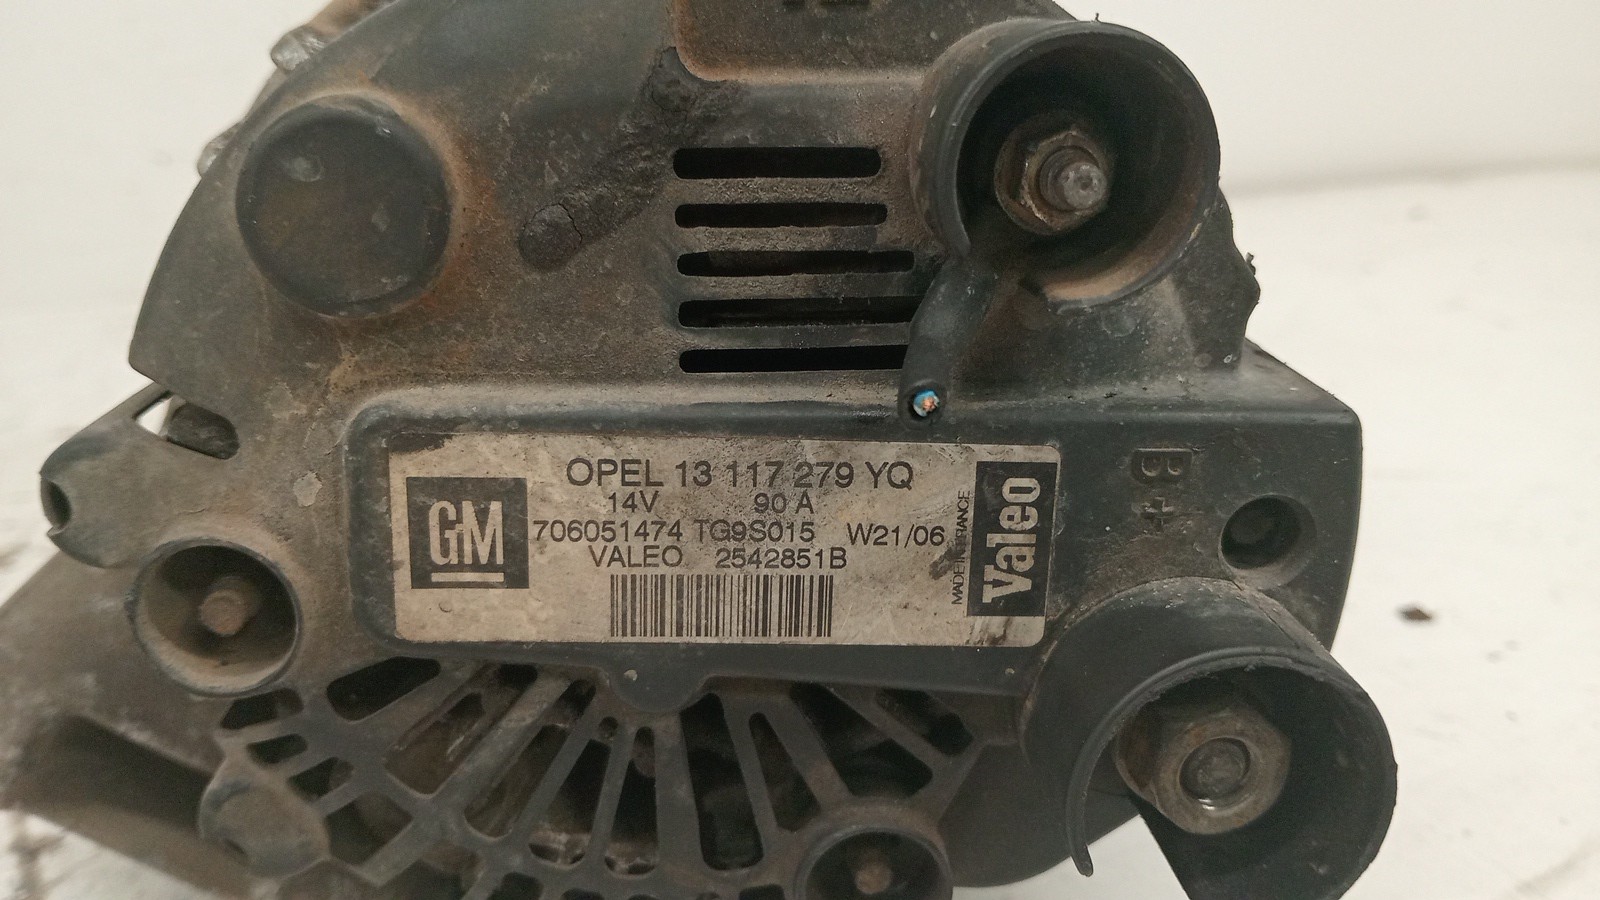 OPEL 13 117 279 YQ
14V 90 A
706051474 TG9S015 W21/06
VALEO 2542851B
GM
MADE IN FRANCE
Valeo
B+